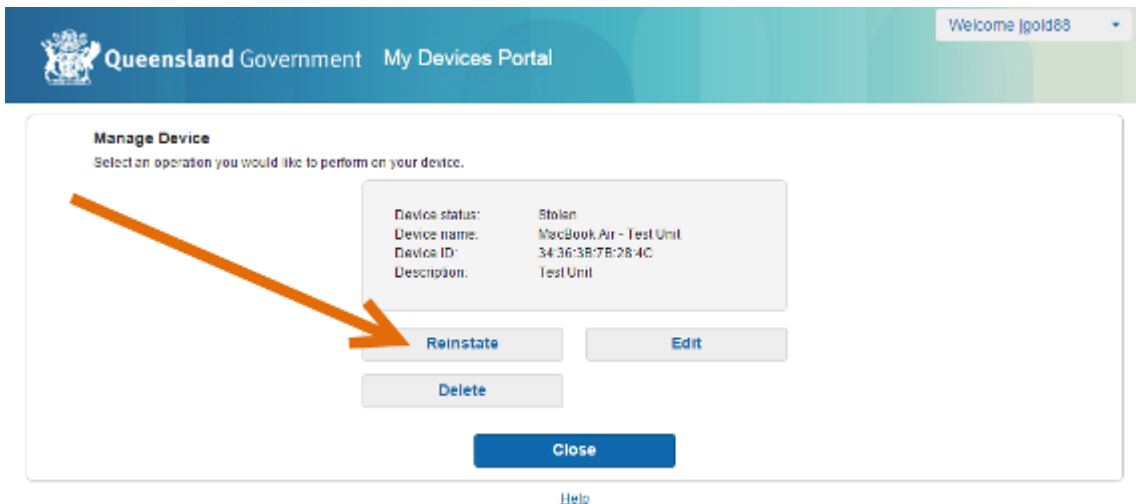 Welcome jgold88
Queensland Government My Devices Portal
Manage Device
Select an operation you would like to perform on your device.
Device status: Stolen
Device name: MacBook Air - Test Unit
Device ID: 34:36:3B:7B:28:4C
Description: Test Unit
Reinstate Edit
Delete
Close
Help